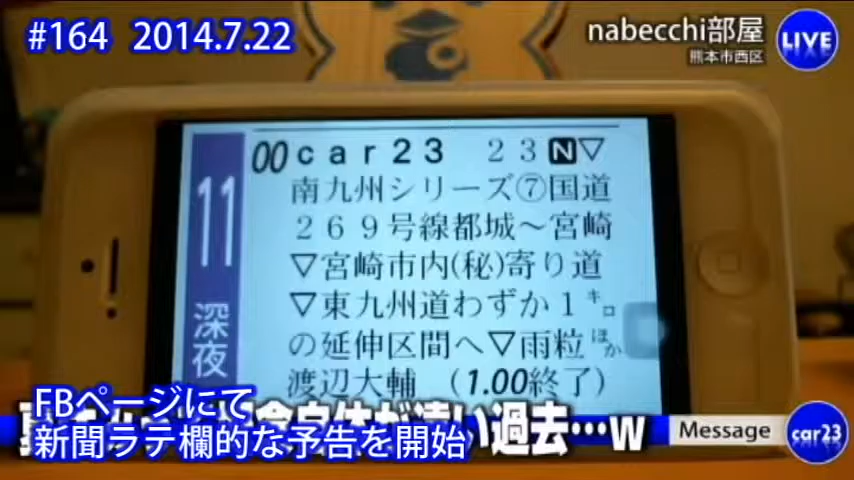 #164 2014.7.22
nabecchi部屋
熊本市西区
LIVE
11
深夜
00 car23 23N▽
南九州シリーズ⑦国道
269号線都城～宮崎
▽宮崎市内(秘)寄り道
▽東九州道わずか1キロ
の延伸区間へ▽雨粒ほか
渡辺大輔 (1.00終了)
FBページにて
新聞ラテ欄的な予告を開始
い過去…w
Message
car23